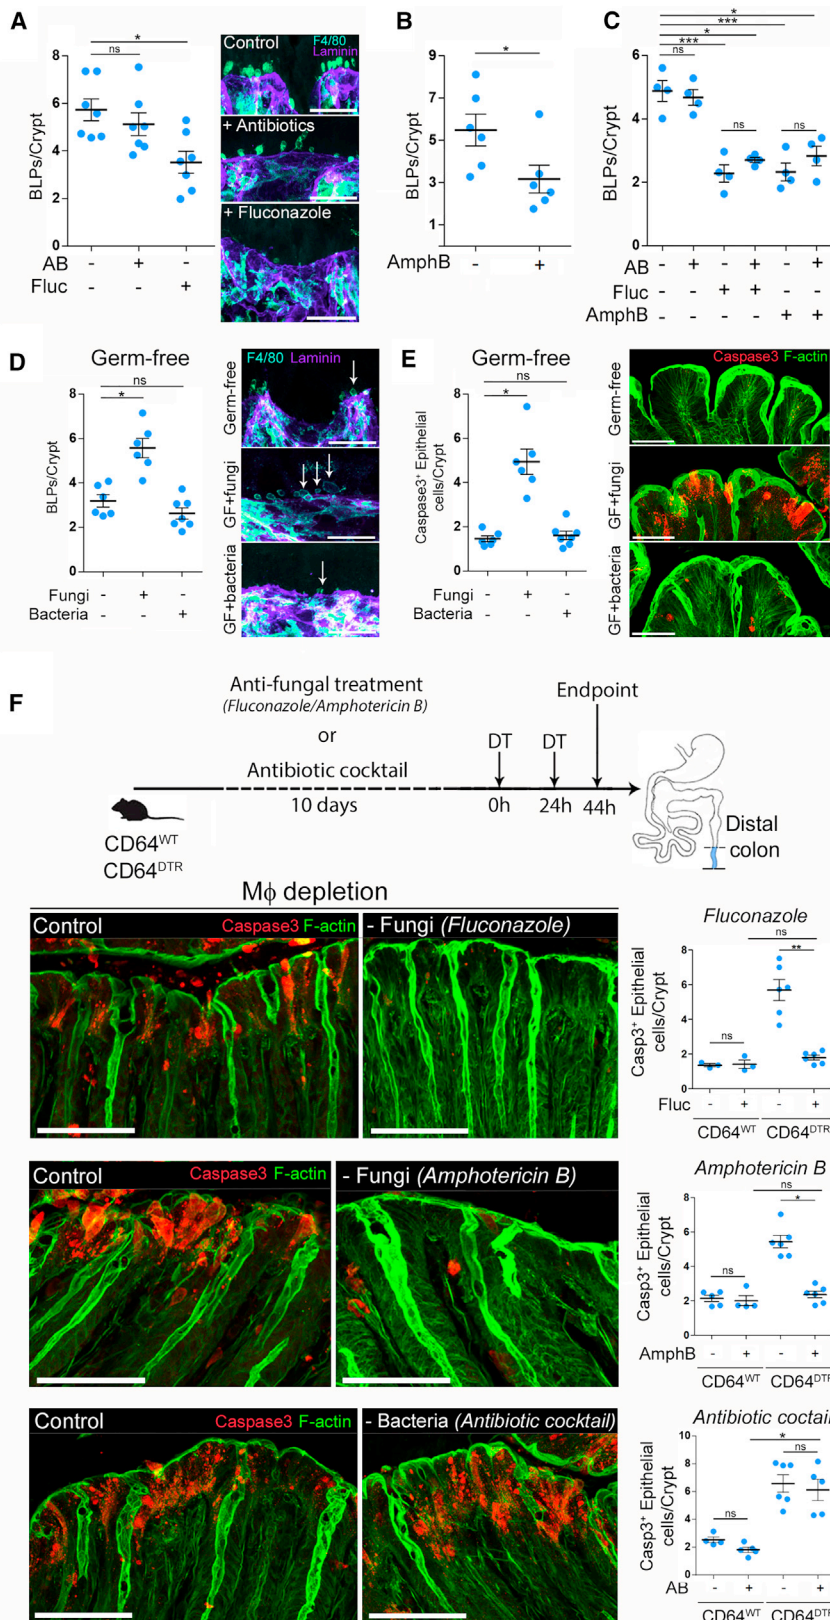 A
BLPs/Crypt
8
6
4
2
0
ns
*
AB - + -
Fluc - - +
Control
F4/80
Laminin
+ Antibiotics
+ Fluconazole
B
BLPs/Crypt
9
7
5
3
1
*
AmphB - +
C
BLPs/Crypt
6
4
2
0
*
***
*
***
ns
ns
ns
AB - + - + - +
Fluc - - + + - -
AmphB - - - - + +
D
Germ-free
BLPs/Crypt
8
6
4
2
0
ns
*
Fungi - + -
Bacteria - - +
F4/80 Laminin
Germ-free
GF+fungi
GF+bacteria
E
Germ-free
Caspase3⁺ Epithelial
cells/Crypt
8
6
4
2
0
ns
*
Fungi - + -
Bacteria - - +
Caspase3 F-actin
Germ-free
GF+fungi
GF+bacteria
F
Anti-fungal treatment
(Fluconazole/Amphotericin B)
or
Antibiotic cocktail
10 days
DT
DT
Endpoint
0h
24h
44h
CD64ᵂᵀ
CD64ᴰᵀᴿ
Distal
colon
Mϕ depletion
Control
Caspase3 F-actin
- Fungi (Fluconazole)
Fluconazole
Casp3⁺ Epithelial
cells/Crypt
8
6
4
2
0
ns
**
ns
Fluc - + - +
CD64ᵂᵀ CD64ᴰᵀᴿ
Control
Caspase3 F-actin
- Fungi (Amphotericin B)
Amphotericin B
Casp3⁺ Epithelial
cells/Crypt
8
6
4
2
0
ns
*
ns
AmphB - + - +
CD64ᵂᵀ CD64ᴰᵀᴿ
Control
Caspase3 F-actin
- Bacteria (Antibiotic cocktail)
Antibiotic coctail
Casp3⁺ Epithelial
cells/Crypt
10
8
6
4
2
0
*
ns
ns
AB - + - +
CD64ᵂᵀ CD64ᴰᵀᴿ